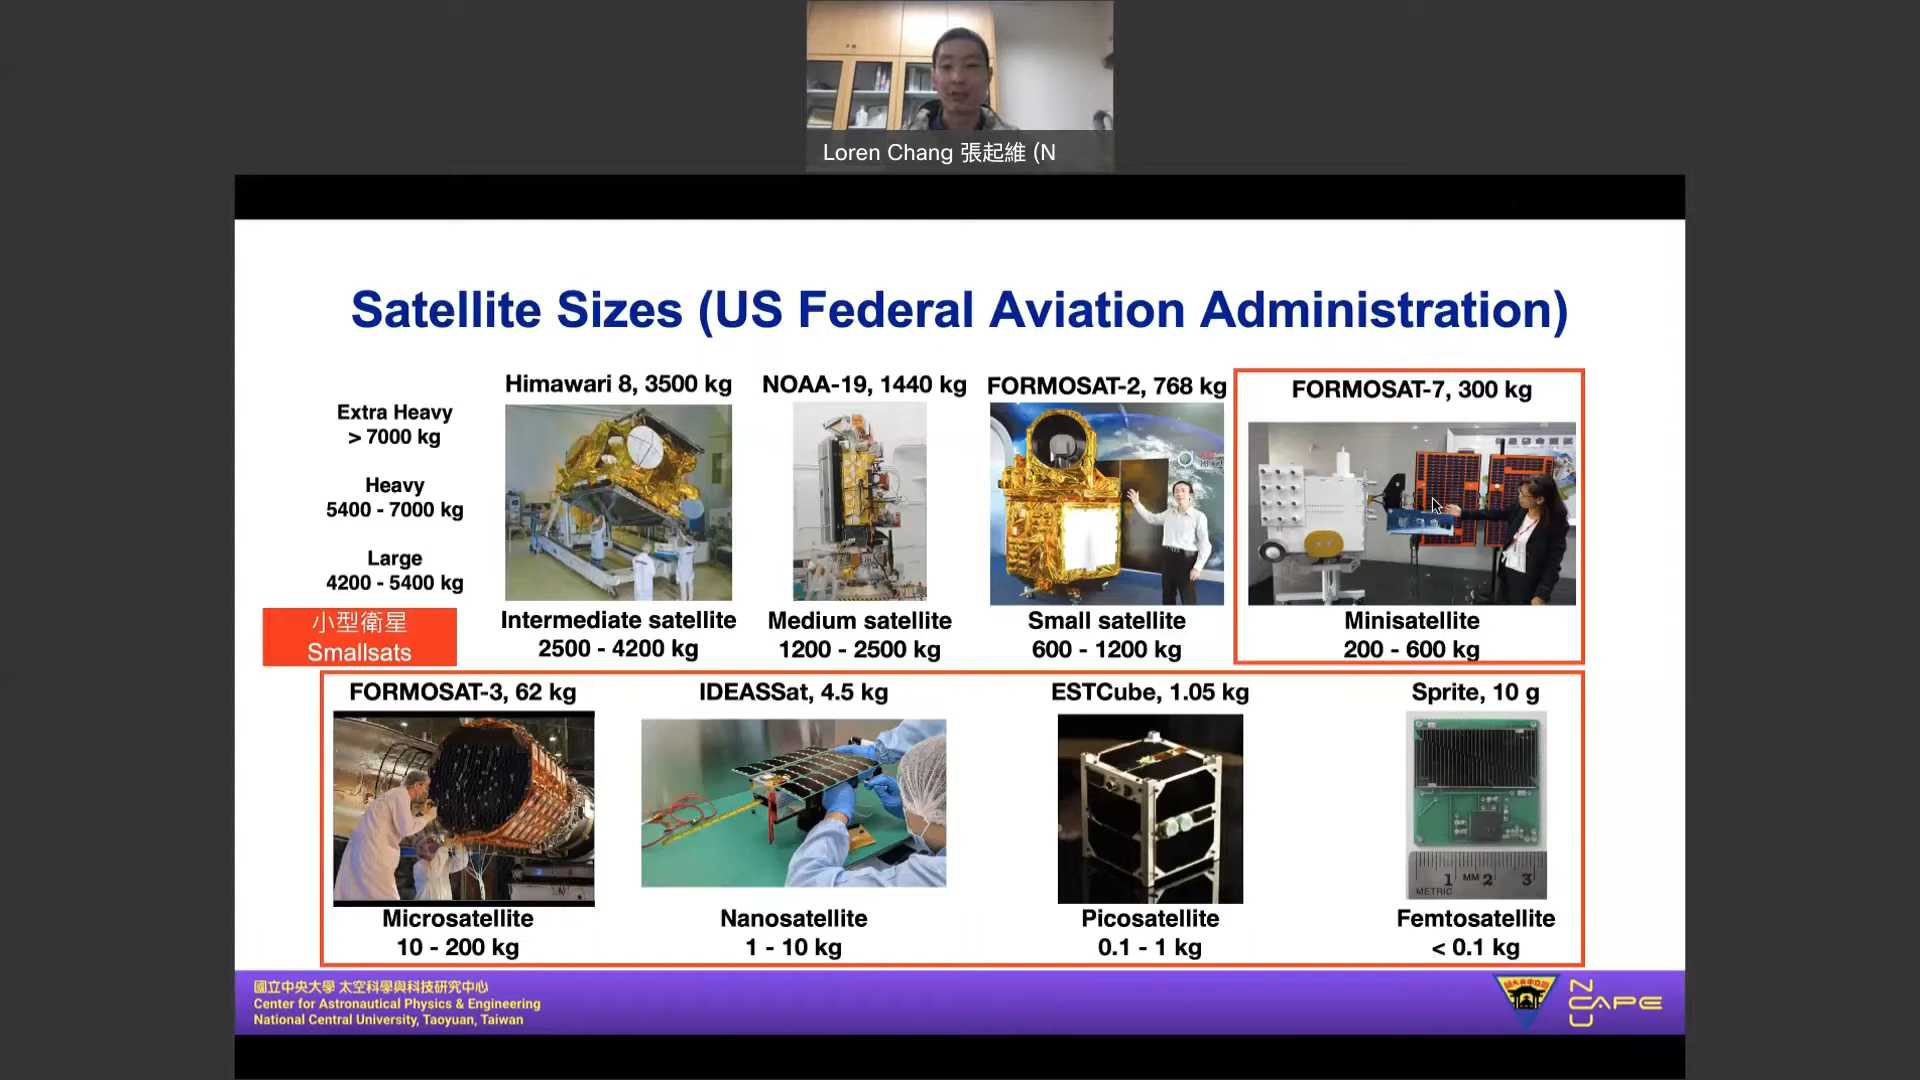 Loren Chang 張起維 (N
Satellite Sizes (US Federal Aviation Administration)
Extra Heavy
> 7000 kg
Heavy
5400 - 7000 kg
Large
4200 - 5400 kg
小型衛星
Smallsats
Himawari 8, 3500 kg
Intermediate satellite
2500 - 4200 kg
NOAA-19, 1440 kg
Medium satellite
1200 - 2500 kg
FORMOSAT-2, 768 kg
Small satellite
600 - 1200 kg
FORMOSAT-7, 300 kg
Minisatellite
200 - 600 kg
FORMOSAT-3, 62 kg
Microsatellite
10 - 200 kg
IDEASSat, 4.5 kg
Nanosatellite
1 - 10 kg
ESTCube, 1.05 kg
Picosatellite
0.1 - 1 kg
Sprite, 10 g
1 MM 2 3
METRIC
Femtosatellite
< 0.1 kg
國立中央大學 太空科學與科技研究中心
Center for Astronautical Physics & Engineering
National Central University, Taoyuan, Taiwan
N
CAPE
U